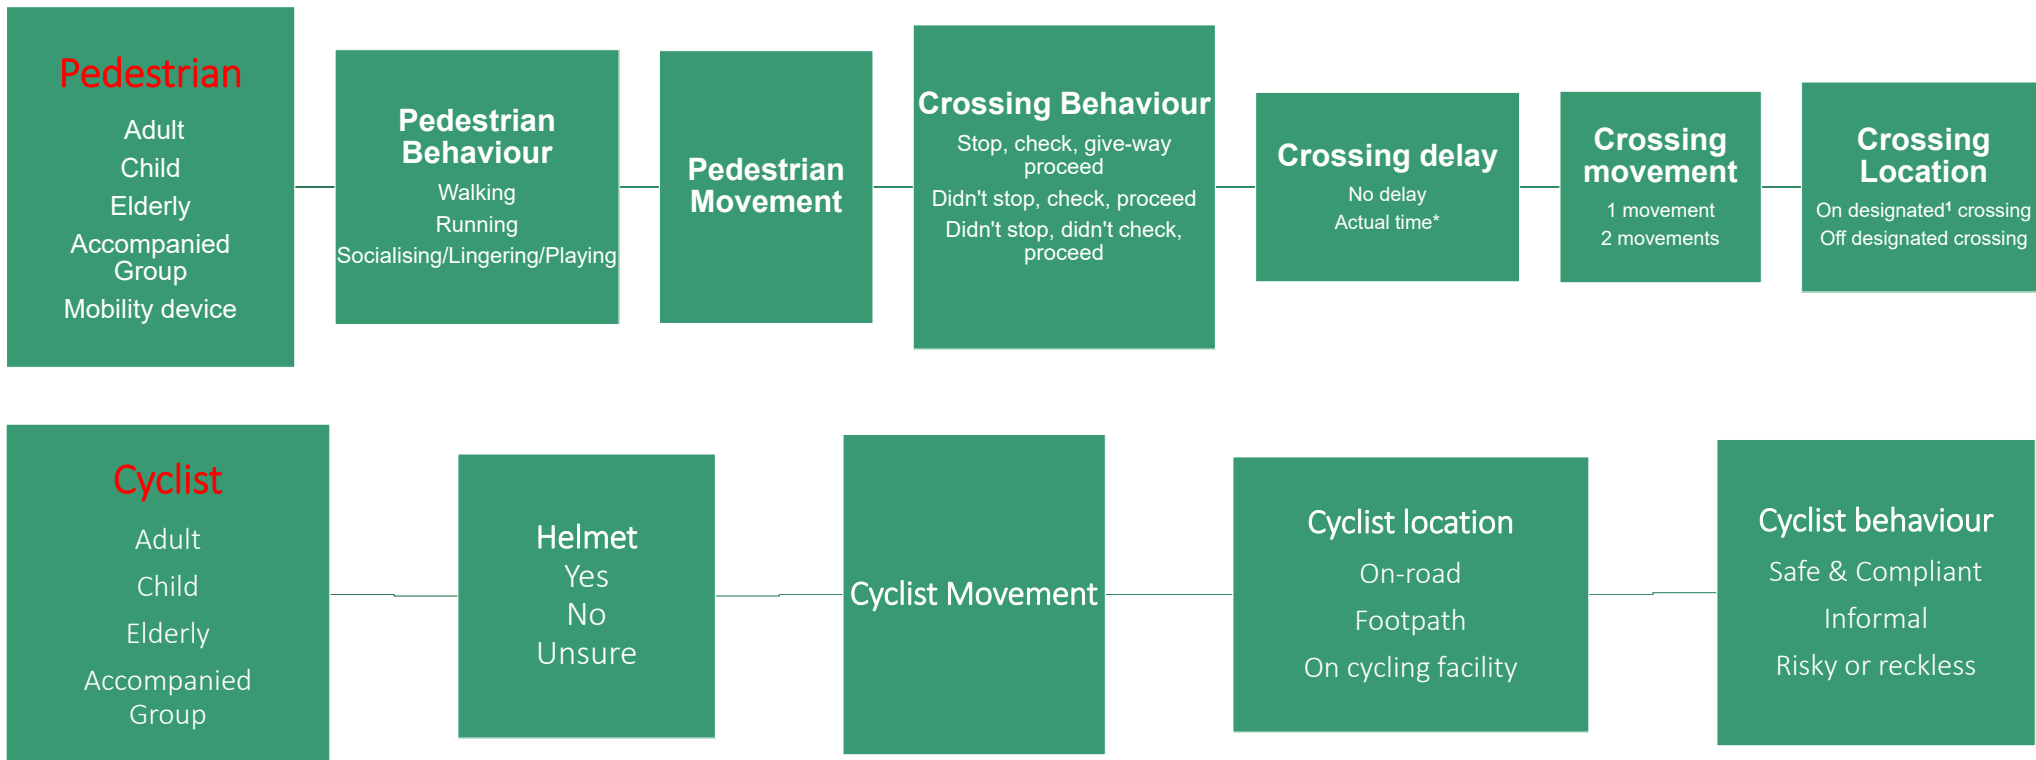 Pedestrian
Adult
Child
Elderly
Accompanied
Group
Mobility device
Pedestrian
Behaviour
Walking
Running
Socialising/Lingering/Playing
Pedestrian
Movement
Crossing Behaviour
Stop, check, give-way
proceed
Didn't stop, check, proceed
Didn't stop, didn't check,
proceed
Crossing delay
No delay
Actual time*
Crossing
movement
1 movement
2 movements
Crossing
Location
On designated¹ crossing
Off designated crossing
Cyclist
Adult
Child
Elderly
Accompanied
Group
Helmet
Yes
No
Unsure
Cyclist Movement
Cyclist location
On-road
Footpath
On cycling facility
Cyclist behaviour
Safe & Compliant
Informal
Risky or reckless